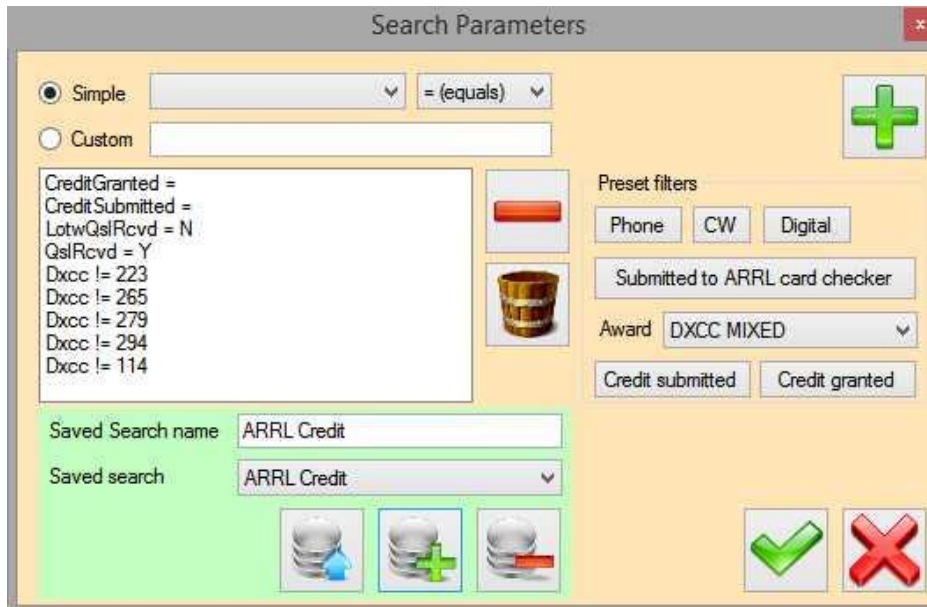 Search Parameters
x
Simple
= (equals)
Custom
CreditGranted =
CreditSubmitted =
LotwQslRcvd = N
QslRcvd = Y
Dxcc != 223
Dxcc != 265
Dxcc != 279
Dxcc != 294
Dxcc != 114
Preset filters
Phone CW Digital
Submitted to ARRL card checker
Award DXCC MIXED
Credit submitted Credit granted
Saved Search name ARRL Credit
Saved search ARRL Credit